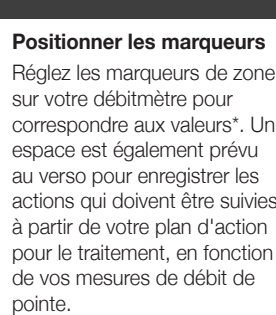 Positionner les marqueurs
Réglez les marqueurs de zone
sur votre débitmètre pour
correspondre aux valeurs*. Un
espace est également prévu
au verso pour enregistrer les
actions qui doivent être suivies
à partir de votre plan d'action
pour le traitement, en fonction
de vos mesures de débit de
pointe.